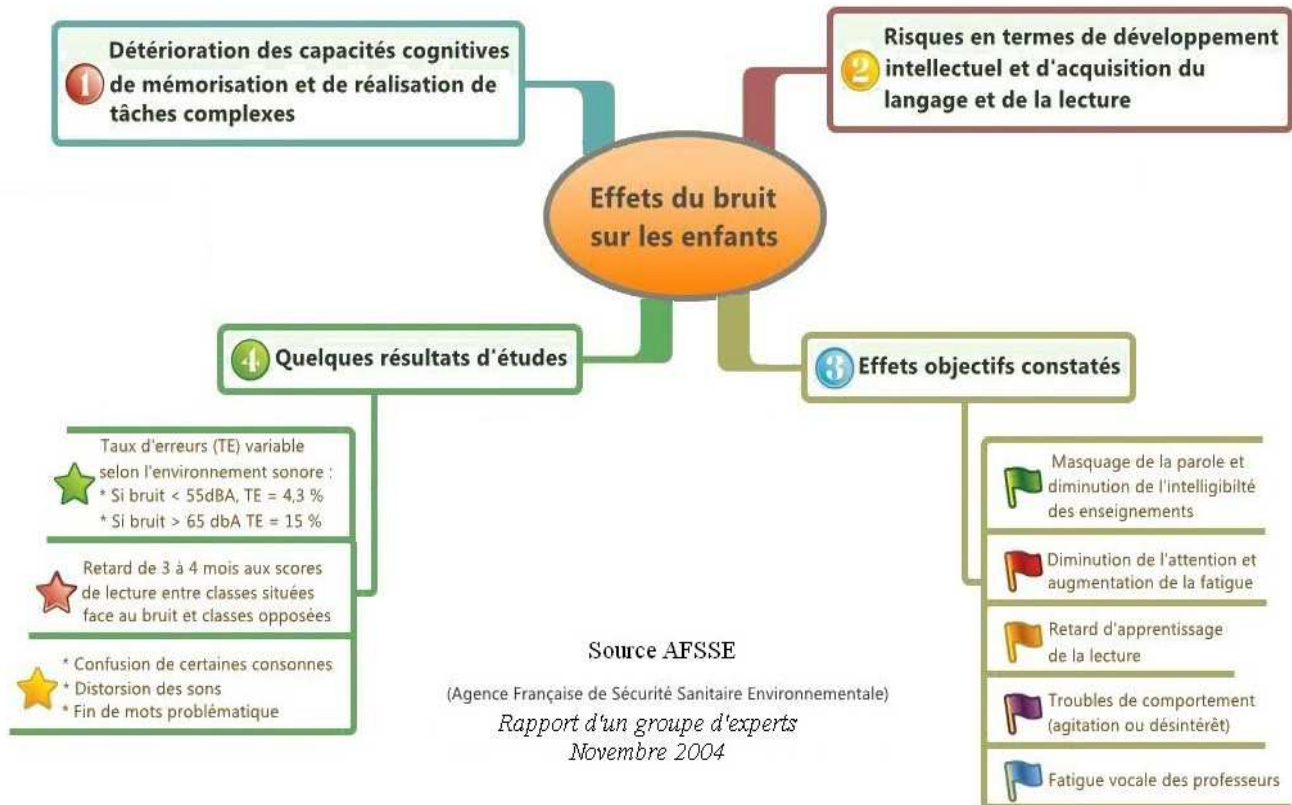 Détérioration des capacités cognitives
1 de mémorisation et de réalisation de
tâches complexes
Risques en termes de développement
2 intellectuel et d'acquisition du
langage et de la lecture
Effets du bruit
sur les enfants
4 Quelques résultats d'études
3 Effets objectifs constatés
Taux d'erreurs (TE) variable
selon l'environnement sonore :
* Si bruit < 55dBA, TE = 4,3 %
* Si bruit > 65 dbA TE = 15 %
Retard de 3 à 4 mois aux scores
de lecture entre classes situées
face au bruit et classes opposées
* Confusion de certaines consonnes
* Distorsion des sons
* Fin de mots problématique
Masquage de la parole et
diminution de l'intelligibilté
des enseignements
Diminution de l'attention et
augmentation de la fatigue
Retard d'apprentissage
de la lecture
Troubles de comportement
(agitation ou désintérêt)
Fatigue vocale des professeurs
Source AFSSE
(Agence Française de Sécurité Sanitaire Environnementale)
Rapport d'un groupe d'experts
Novembre 2004